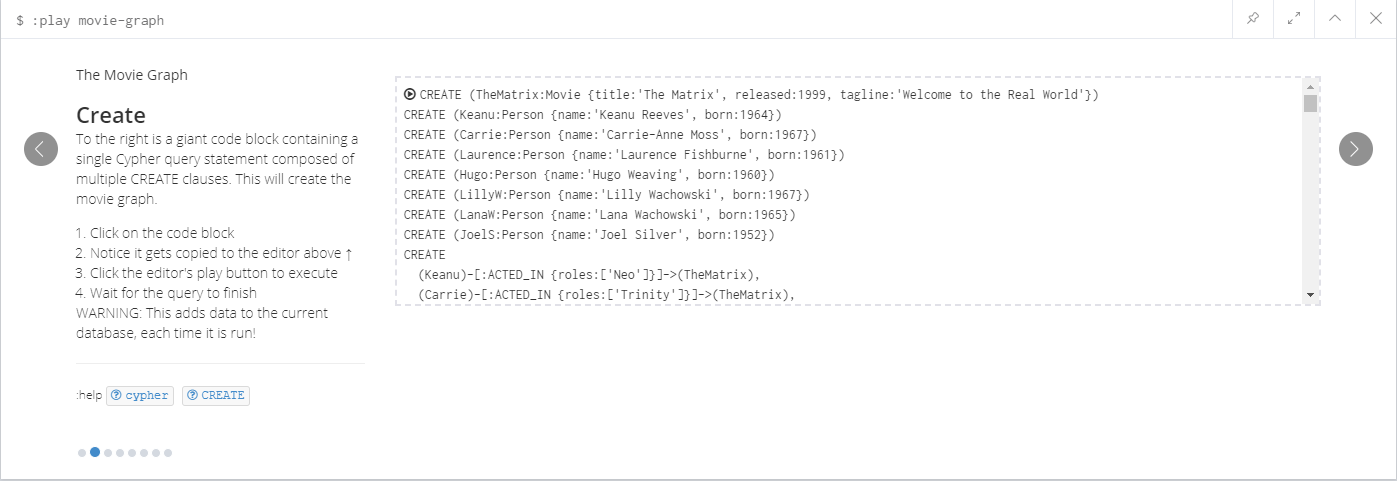 $ :play movie-graph
The Movie Graph
Create
To the right is a giant code block containing a
single Cypher query statement composed of
multiple CREATE clauses. This will create the
movie graph.
1. Click on the code block
2. Notice it gets copied to the editor above ↑
3. Click the editor's play button to execute
4. Wait for the query to finish
WARNING: This adds data to the current
database, each time it is run!
:help cypher CREATE
CREATE (TheMatrix:Movie {title:'The Matrix', released:1999, tagline:'Welcome to the Real World'})
CREATE (Keanu:Person {name:'Keanu Reeves', born:1964})
CREATE (Carrie:Person {name:'Carrie-Anne Moss', born:1967})
CREATE (Laurence:Person {name:'Laurence Fishburne', born:1961})
CREATE (Hugo:Person {name:'Hugo Weaving', born:1960})
CREATE (LillyW:Person {name:'Lilly Wachowski', born:1967})
CREATE (LanaW:Person {name:'Lana Wachowski', born:1965})
CREATE (JoelS:Person {name:'Joel Silver', born:1952})
CREATE
(Keanu)-[:ACTED_IN {roles:['Neo']}]->(TheMatrix),
(Carrie)-[:ACTED_IN {roles:['Trinity']}]->(TheMatrix),